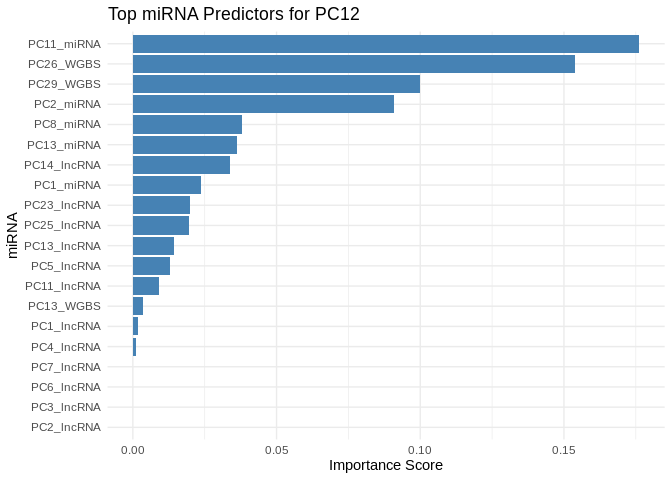 Top miRNA Predictors for PC12
miRNA
PC11_miRNA
PC26_WGBS
PC29_WGBS
PC2_miRNA
PC8_miRNA
PC13_miRNA
PC14_lncRNA
PC1_miRNA
PC23_lncRNA
PC25_lncRNA
PC13_lncRNA
PC5_lncRNA
PC11_lncRNA
PC13_WGBS
PC1_lncRNA
PC4_lncRNA
PC7_lncRNA
PC6_lncRNA
PC3_lncRNA
PC2_lncRNA
0.00 0.05 0.10 0.15
Importance Score